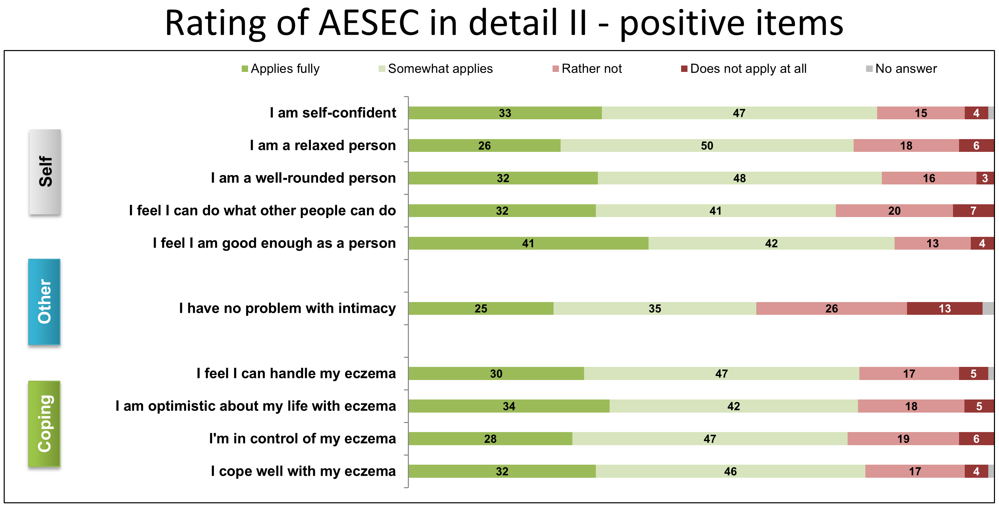 Rating of AESEC in detail II - positive items
Applies fully Somewhat applies Rather not Does not apply at all No answer
Self
I am self-confident 33 47 15 4
I am a relaxed person 26 50 18 6
I am a well-rounded person 32 48 16 3
I feel I can do what other people can do 32 41 20 7
I feel I am good enough as a person 41 42 13 4
Other
I have no problem with intimacy 25 35 26 13
Coping
I feel I can handle my eczema 30 47 17 5
I am optimistic about my life with eczema 34 42 18 5
I'm in control of my eczema 28 47 19 6
I cope well with my eczema 32 46 17 4